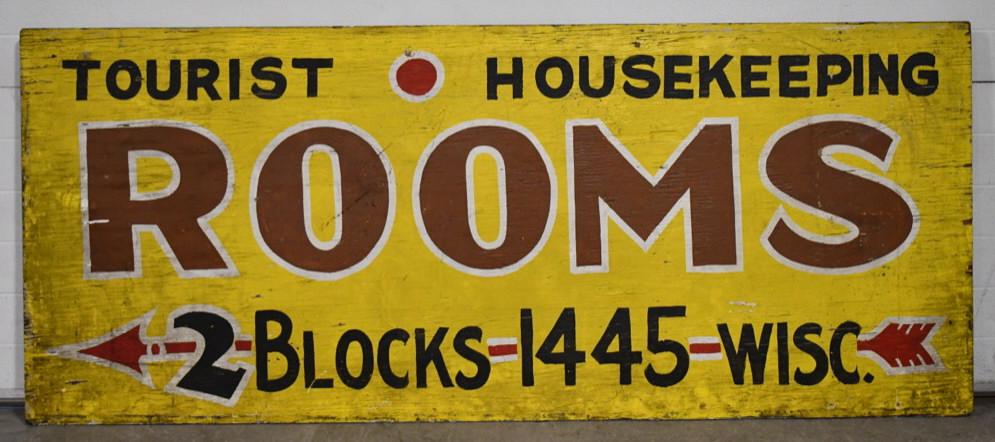 TOURIST HOUSEKEEPING
ROOMS
2 BLOCKS 1445 WISC.